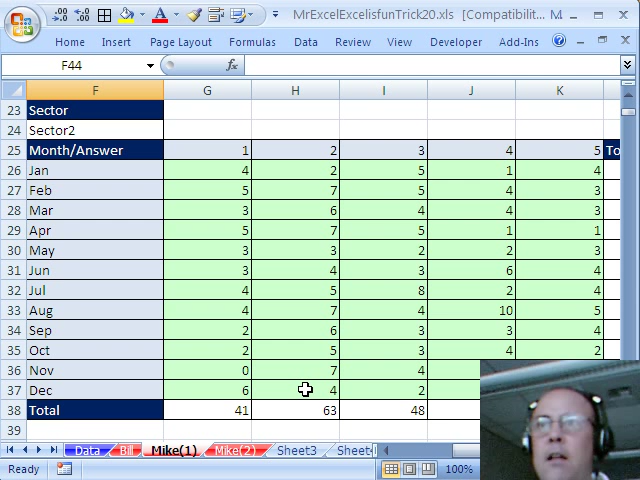 MrExcelExcelisfunTrick20.xls [Compatibilit...
Home Insert Page Layout Formulas Data Review View Developer Add-Ins
F44 fx
F G H I J K
23 Sector
24 Sector2
25 Month/Answer 1 2 3 4 5 To
26 Jan 4 2 5 1 4
27 Feb 5 7 5 4 3
28 Mar 3 6 4 4 3
29 Apr 5 7 5 1 1
30 May 3 3 2 2 3
31 Jun 3 4 3 6 4
32 Jul 4 5 8 2 4
33 Aug 4 7 4 10 5
34 Sep 2 6 3 3 4
35 Oct 2 5 3 4 2
36 Nov 0 7 4
37 Dec 6 4 2
38 Total 41 63 48
39
Data Bill Mike(1) Mike(2) Sheet3 Sheet
Ready 100%